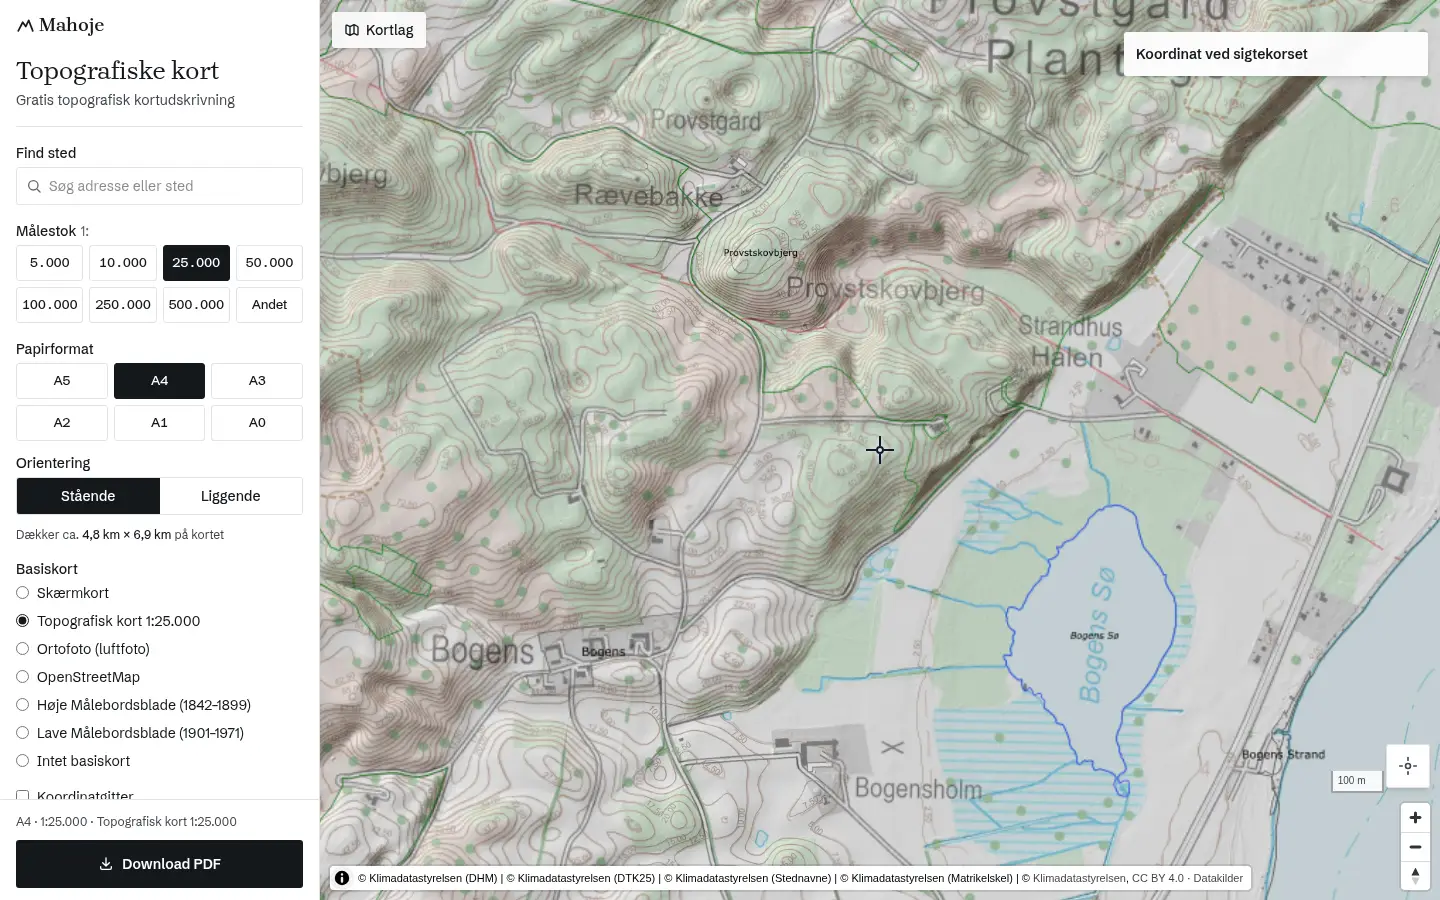 Mahoje
Topografiske kort
Gratis topografisk kortudskrivning
Find sted
Søg adresse eller sted
Målestok 1:
5.000
10.000
25.000
50.000
100.000
250.000
500.000
Andet
Papirformat
A5
A4
A3
A2
A1
A0
Orientering
Stående
Liggende
Dækker ca. 4,8 km × 6,9 km på kortet
Basiskort
Skærmkort
Topografisk kort 1:25.000
Ortofoto (luftfoto)
OpenStreetMap
Høje Målebordsblade (1842–1899)
Lave Målebordsblade (1901–1971)
Intet basiskort
Koordinatgitter
A4 · 1:25.000 · Topografisk kort 1:25.000
Download PDF
Kortlag
Koordinat ved sigtekorset
Provstgård
Provstgård
Rævebakke
Provstskovbjerg
Provstskovbjerg
Strandhus
Halen
Bogens
Bogens
Bogens Sø
Bogens Sø
Bogens Strand
Bogensholm
100 m
© Klimadatastyrelsen (DHM) | © Klimadatastyrelsen (DTK25) | © Klimadatastyrelsen (Stednavne) | © Klimadatastyrelsen (Matrikelskel) | © Klimadatastyrelsen, CC BY 4.0 · Datakilder